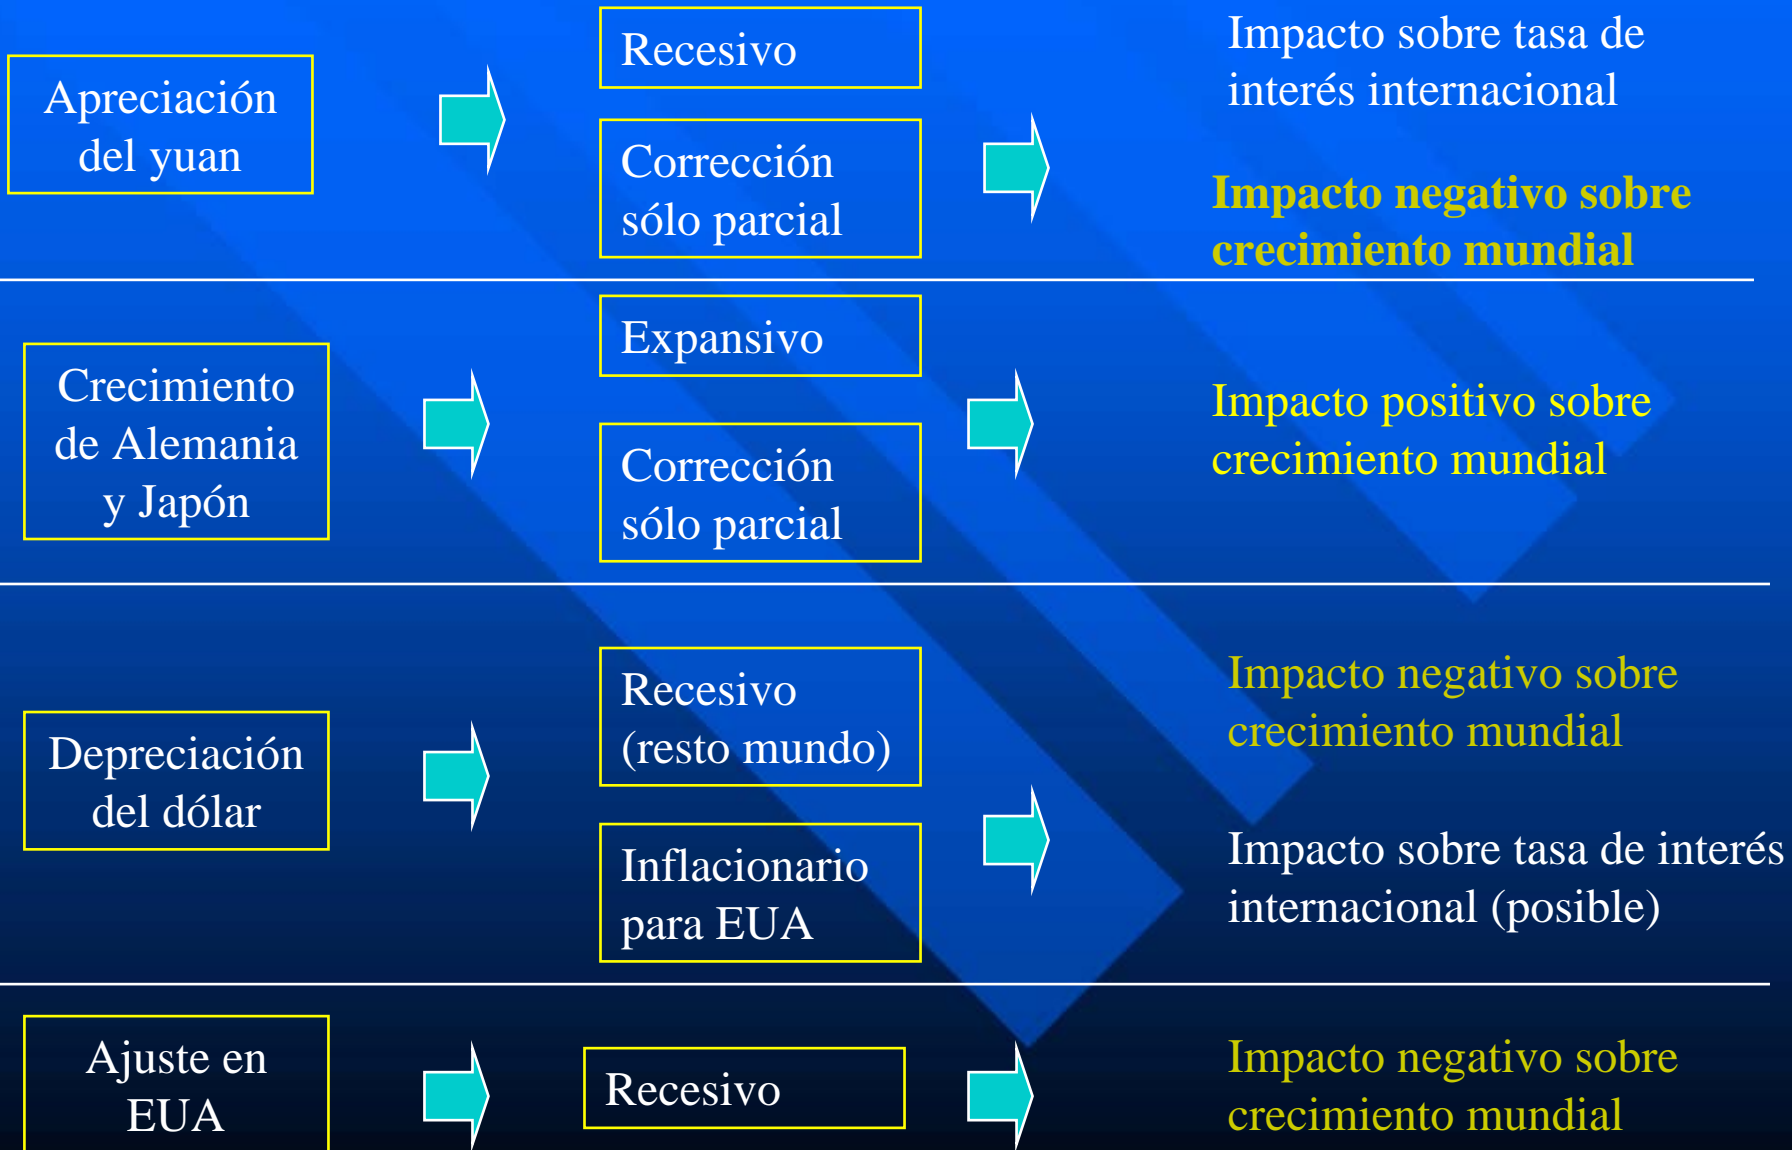 Apreciación
del yuan
Recesivo
Corrección
sólo parcial
Impacto sobre tasa de
interés internacional
Impacto negativo sobre
crecimiento mundial
Crecimiento
de Alemania
y Japón
Expansivo
Corrección
sólo parcial
Impacto positivo sobre
crecimiento mundial
Depreciación
del dólar
Recesivo
(resto mundo)
Inflacionario
para EUA
Impacto negativo sobre
crecimiento mundial
Impacto sobre tasa de interés
internacional (posible)
Ajuste en
EUA
Recesivo
Impacto negativo sobre
crecimiento mundial